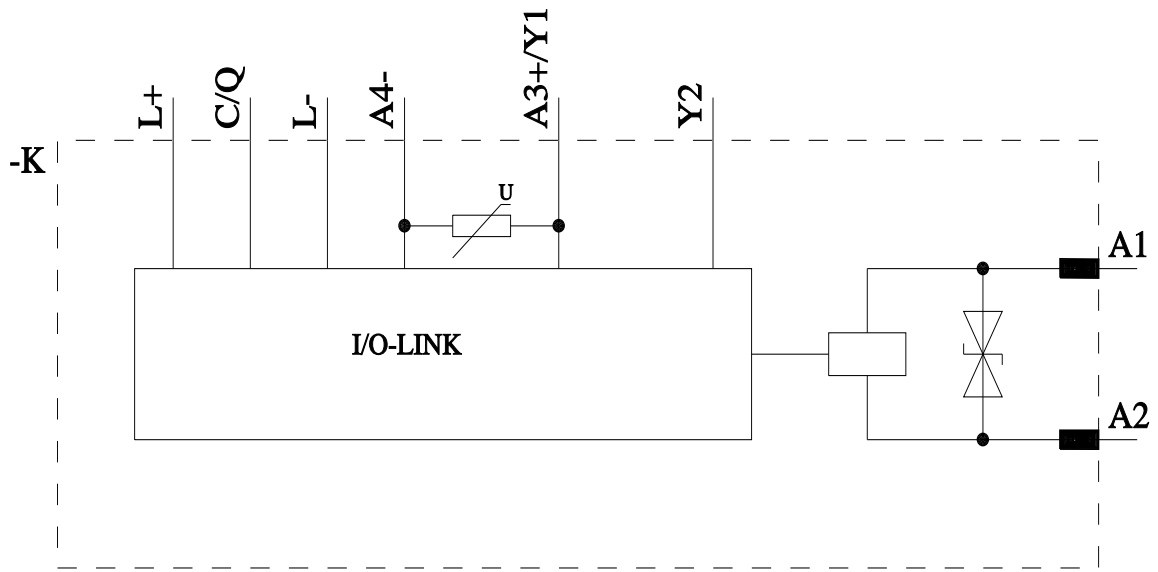 L+
C/Q
L-
A4-
A3+/Y1
Y2
-K
U
A1
I/O-LINK
A2